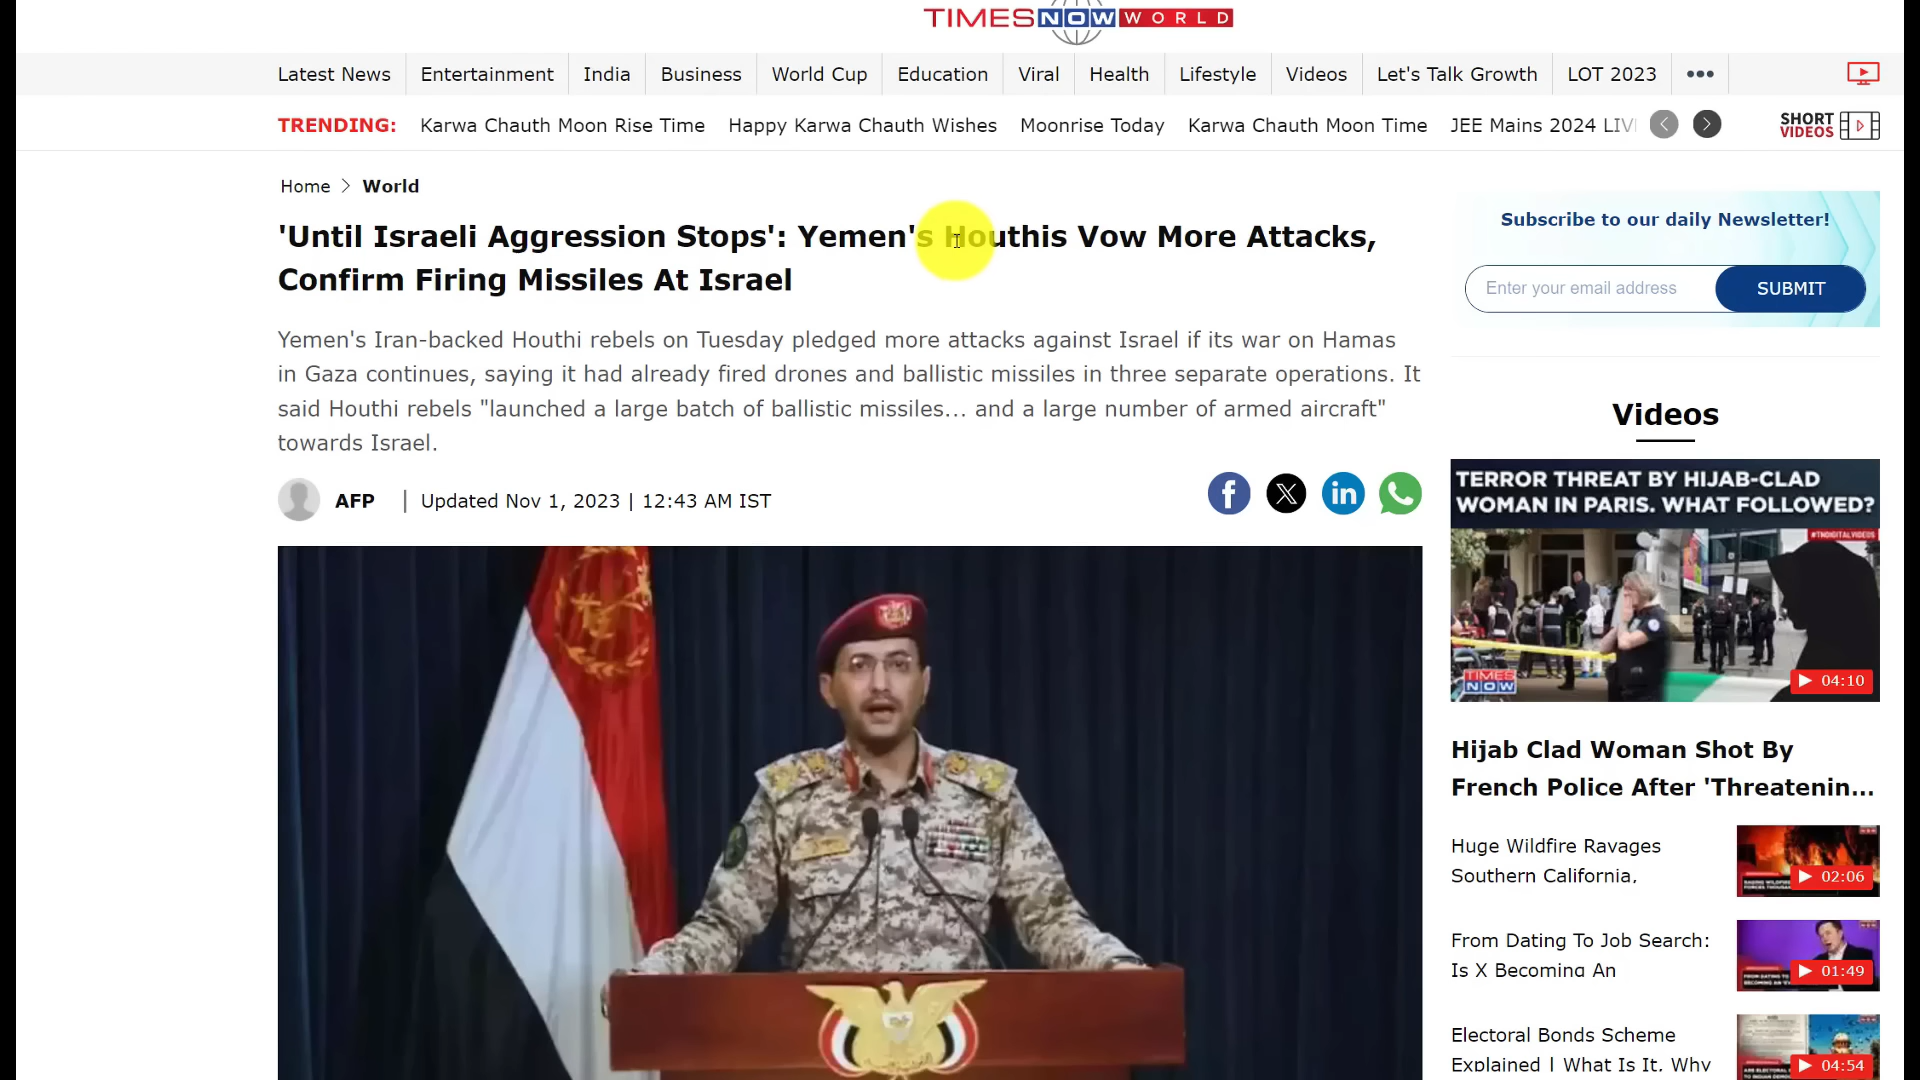 TIMES NOW WORLD
Latest News
Entertainment
India
Business
World Cup
Education
Viral
Health
Lifestyle
Videos
Let's Talk Growth
LOT 2023
TRENDING:
Karwa Chauth Moon Rise Time
Happy Karwa Chauth Wishes
Moonrise Today
Karwa Chauth Moon Time
JEE Mains 2024 LIV
SHORT
VIDEOS
Home > World
'Until Israeli Aggression Stops': Yemen's Houthis Vow More Attacks,
Confirm Firing Missiles At Israel
Yemen's Iran-backed Houthi rebels on Tuesday pledged more attacks against Israel if its war on Hamas
in Gaza continues, saying it had already fired drones and ballistic missiles in three separate operations. It
said Houthi rebels "launched a large batch of ballistic missiles... and a large number of armed aircraft"
towards Israel.
AFP | Updated Nov 1, 2023 | 12:43 AM IST
Subscribe to our daily Newsletter!
Enter your email address
SUBMIT
Videos
TERROR THREAT BY HIJAB-CLAD
WOMAN IN PARIS. WHAT FOLLOWED?
#TNDIGITALVIDEOS
TIMES
NOW
04:10
Hijab Clad Woman Shot By
French Police After 'Threatenin...
Huge Wildfire Ravages
Southern California,
02:06
From Dating To Job Search:
Is X Becoming An
01:49
Electoral Bonds Scheme
Explained | What Is It, Why
04:54